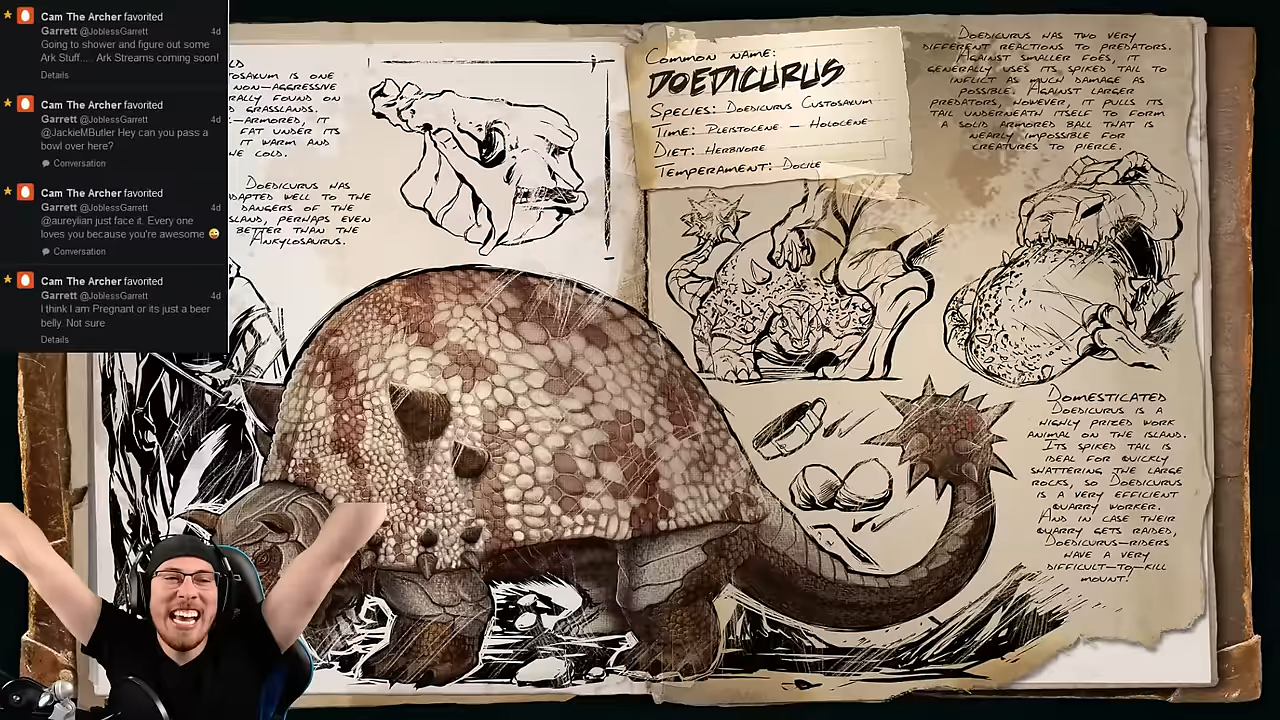 Cam The Archer favorited
Garrett @JoblessGarrett 4d
Going to shower and figure out some
Ark Stuff.... Ark Streams coming soon!
Details
Cam The Archer favorited
Garrett @JoblessGarrett 4d
@JackieMButler Hey can you pass a
bowl over here?
Conversation
Cam The Archer favorited
Garrett @JoblessGarrett 4d
@aureylian just face it. Every one
loves you because you're awesome 😜
Conversation
Cam The Archer favorited
Garrett @JoblessGarrett 4d
I think I am Pregnant or its just a beer
belly. Not sure
Details
is one
non-aggressive
found on
grasslands.
-armored, it
fat under its
it warm and
cold.
Doedicurus has
well to the
dangers of the
perhaps even
better than the
Ankylosaurus.
Common name:
DOEDICURUS
Species: Doedicurus Custosaxum
Time: Pleistocene – Holocene
Diet: Herbivore
Temperament: Docile
Doedicurus has two very
different reactions to predators.
Against smaller foes, it
generally uses its spiked tail to
inflict as much damage as
possible. Against larger
predators, however, it pulls its
tail underneath itself to form
a solid armored ball that is
nearly impossible for
creatures to pierce.
Domesticated
Doedicurus is a
highly prized work
animal on the island.
Its spiked tail is
ideal for quickly
shattering the large
rocks, so Doedicurus
is a very efficient
quarry worker.
And in case their
quarry gets raided,
Doedicurus-riders
have a very
difficult-to-kill
mount!